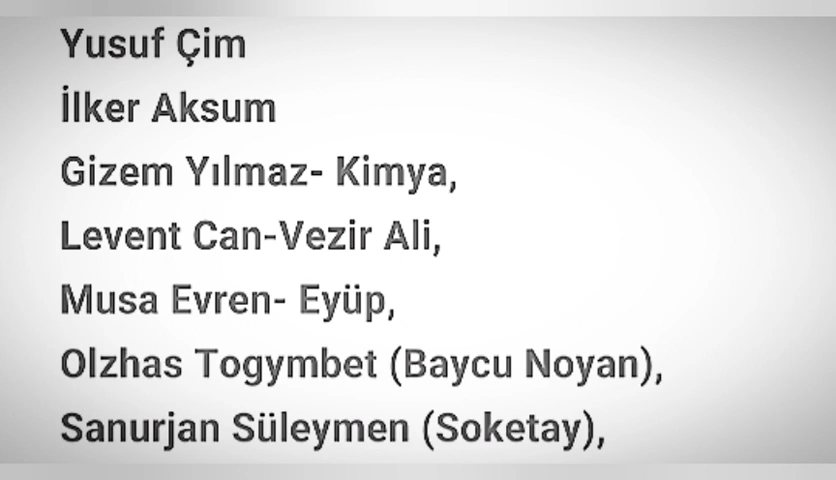 Yusuf Çim
İlker Aksum
Gizem Yılmaz- Kimya,
Levent Can-Vezir Ali,
Musa Evren- Eyüp,
Olzhas Togymbet (Baycu Noyan),
Sanurjan Süleymen (Soketay),